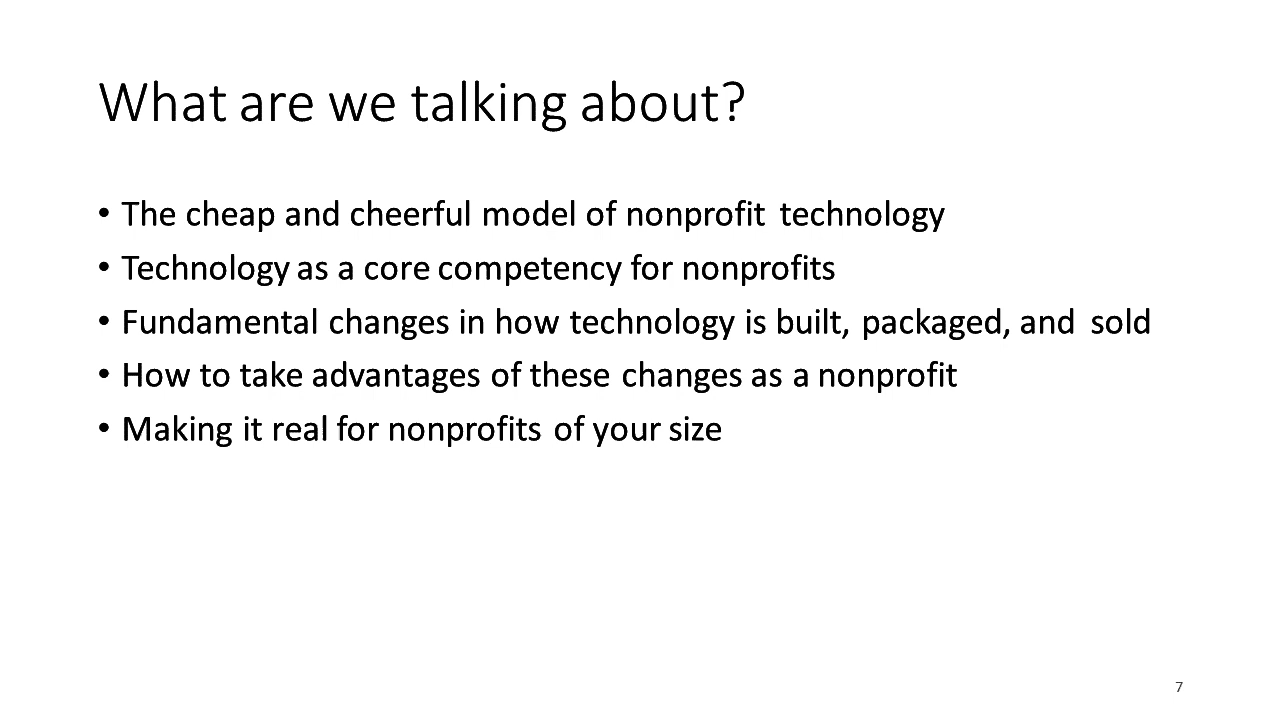 What are we talking about?
• The cheap and cheerful model of nonprofit technology
• Technology as a core competency for nonprofits
• Fundamental changes in how technology is built, packaged, and sold
• How to take advantages of these changes as a nonprofit
• Making it real for nonprofits of your size
7